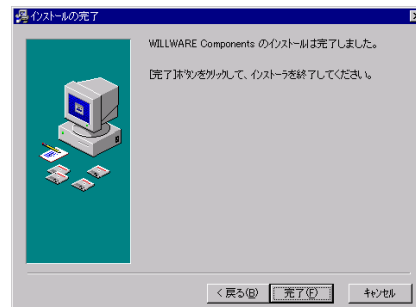 インストールの完了
WILLWARE Components のインストールは完了しました。
[完了]ボタンをクリックして、インストーラを終了してください。
< 戻る(B)
完了(F)
キャンセル